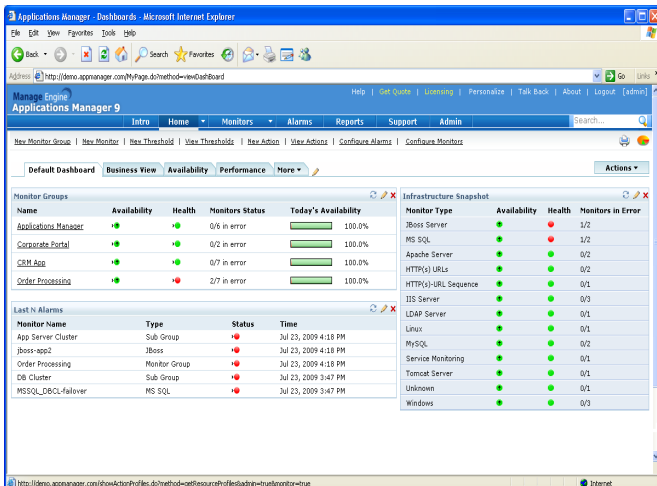 Applications Manager - Dashboards - Microsoft Internet Explorer
File Edit View Favorites Tools Help
Back Search Favorites
Address http://demo.appmanager.com/MyPage.do?method=viewDashBoard Go Links
ManageEngine Help | Get Quote | Licensing | Personalize | Talk Back | About | Logout [admin]
Applications Manager 9
Intro Home Monitors Alarms Reports Support Admin Search...
New Monitor Group | New Monitor | New Threshold | View Thresholds | New Action | View Actions | Configure Alarms | Configure Monitors
Default Dashboard Business View Availability Performance More Actions
Monitor Groups
Name Availability Health Monitors Status Today's Availability
Applications Manager 0/6 in error 100.0%
Corporate Portal 0/2 in error 100.0%
CRM App 0/7 in error 100.0%
Order Processing 2/7 in error 100.0%
Last N Alarms
Monitor Name Type Status Time
App Server Cluster Sub Group Jul 23, 2009 4:18 PM
jboss-app2 JBoss Jul 23, 2009 4:18 PM
Order Processing Monitor Group Jul 23, 2009 4:18 PM
DB Cluster Sub Group Jul 23, 2009 3:47 PM
MSSQL_DBCL-failover MS SQL Jul 23, 2009 3:47 PM
Infrastructure Snapshot
Monitor Type Availability Health Monitors in Error
JBoss Server 1/2
MS SQL 1/2
Apache Server 0/2
HTTP(s) URLs 0/2
HTTP(s)-URL Sequence 0/1
IIS Server 0/3
LDAP Server 0/1
Linux 0/1
MySQL 0/2
Service Monitoring 0/1
Tomcat Server 0/1
Unknown 0/1
Windows 0/3
http://demo.appmanager.com/showActionProfiles.do?method=getResourceProfiles&admin=true&monitor=true Internet